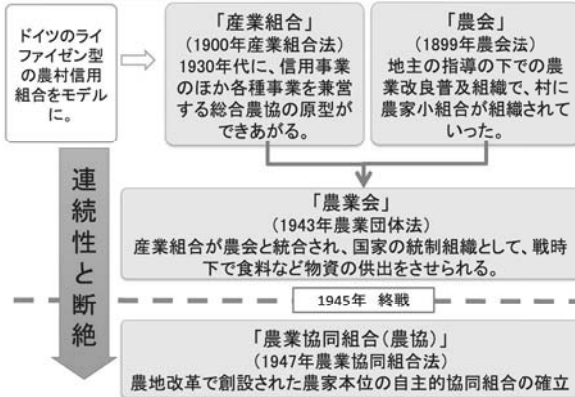 ドイツのライ
ファイゼン型
の農村信用
組合をモデル
に。
「産業組合」
(1900年産業組合法)
1930年代に、信用事業
のほか各種事業を兼営
する総合農協の原型が
できあがる。
「農会」
(1899年農会法)
地主の指導の下での農
業改良普及組織で、村に
農家小組合が組織されて
いった。
連続性と断絶
「農業会」
(1943年農業団体法)
産業組合が農会と統合され、国家の統制組織として、戦時
下で食料など物資の供出をさせられる。
1945年 終戦
「農業協同組合(農協)」
(1947年農業協同組合法)
農地改革で創設された農家本位の自主的協同組合の確立